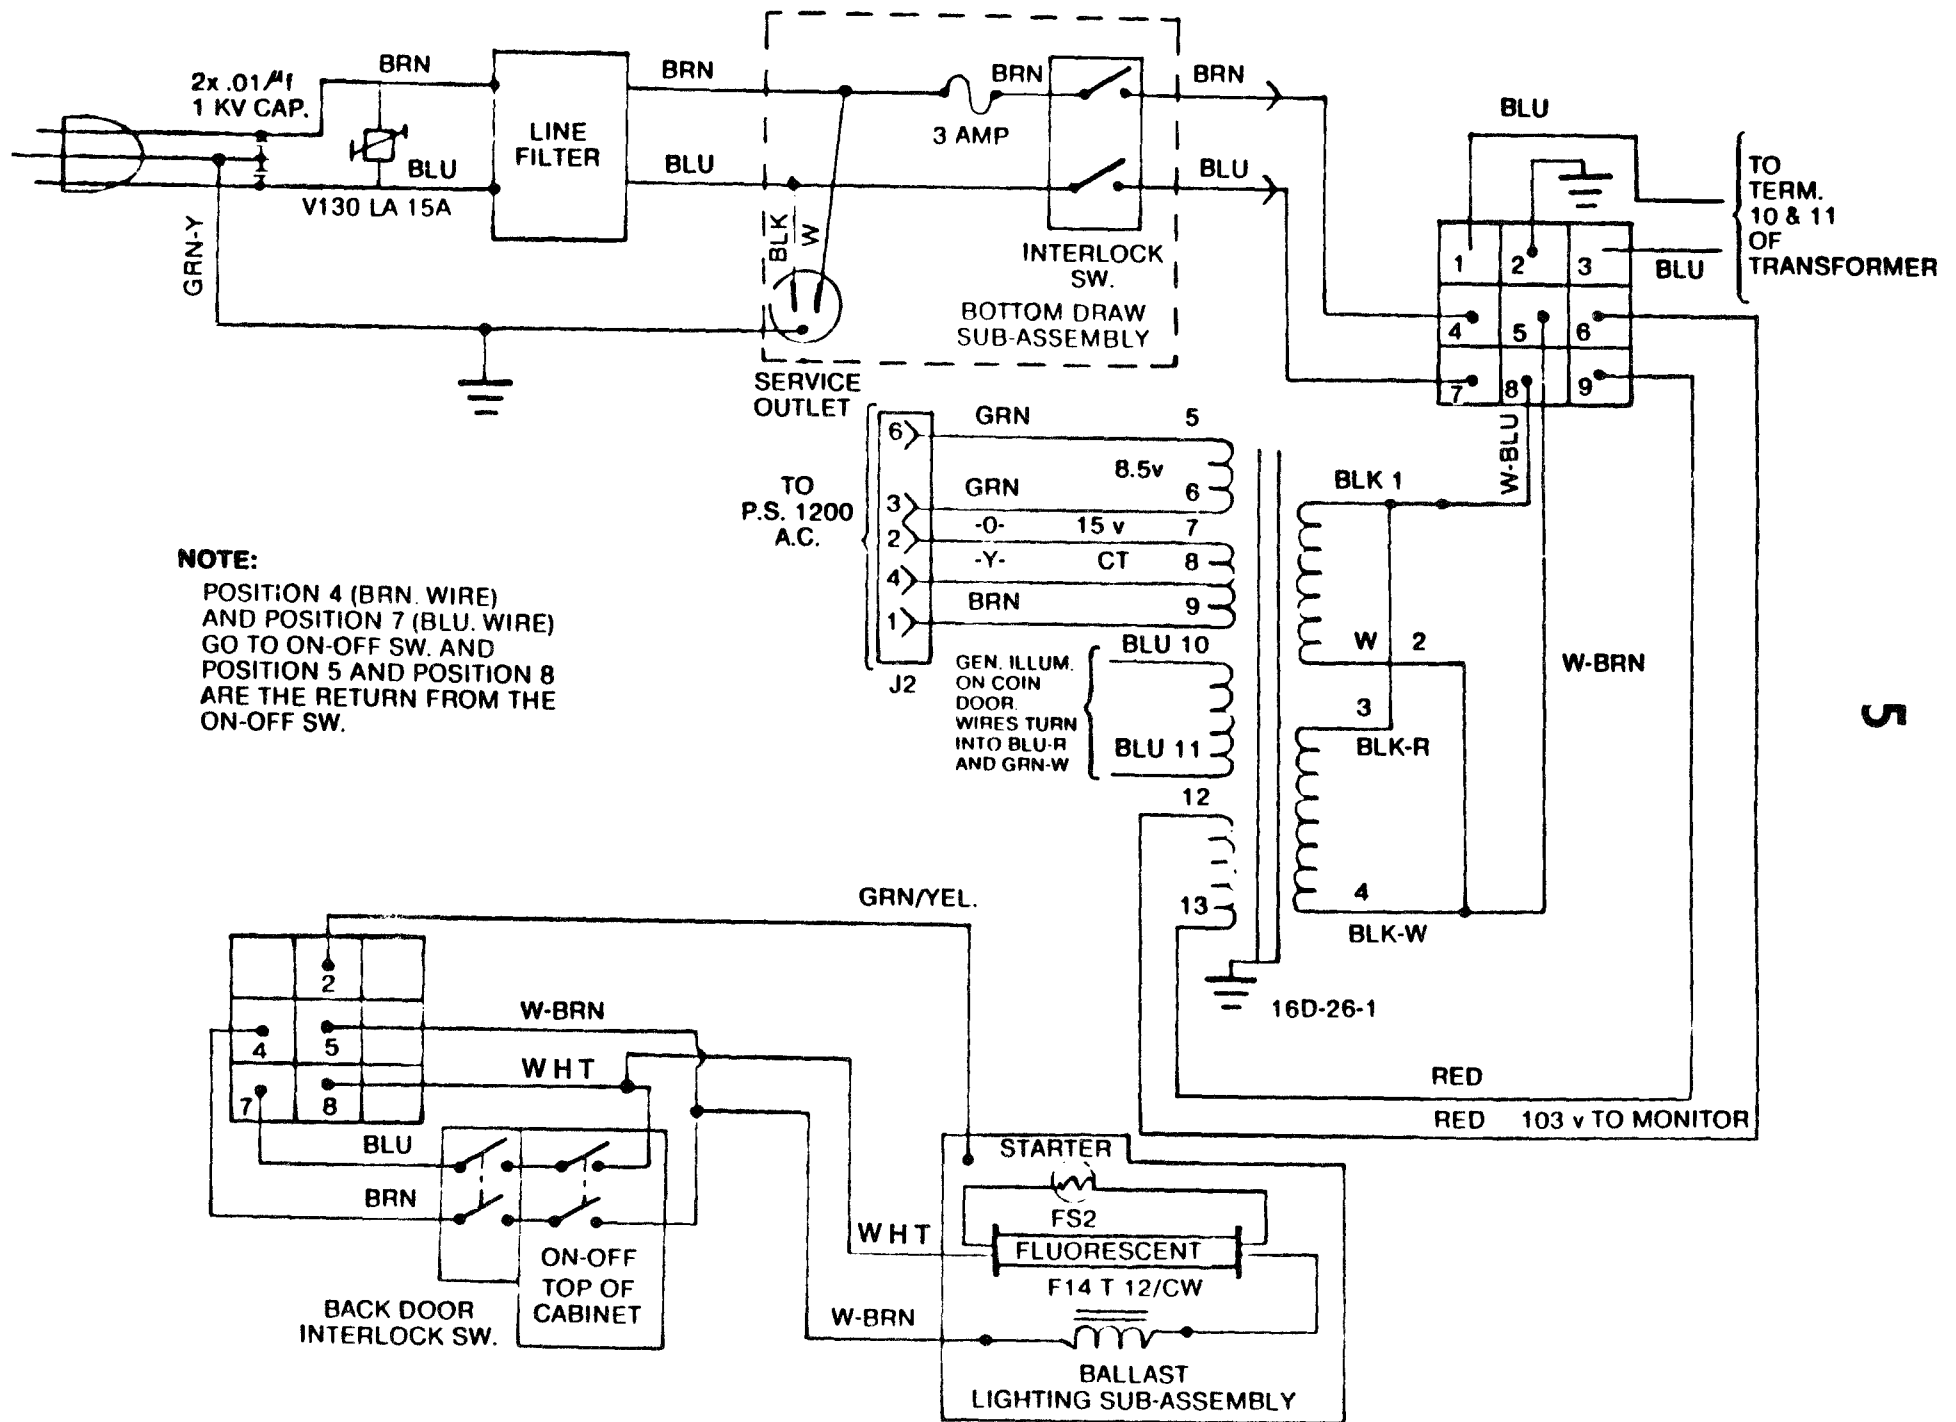 2x .01/µf
1 KV CAP.
BRN
BLU
V130 LA 15A
GRN-Y
LINE
FILTER
BRN
BLU
BLK
W
BRN
3 AMP
INTERLOCK
SW.
BOTTOM DRAW
SUB-ASSEMBLY
SERVICE
OUTLET
BRN
BLU
BLU
BLU
TO
TERM.
10 & 11
OF
TRANSFORMER
1
2
3
4
5
6
7
8
9
W-BLU
W-BRN
TO
P.S. 1200
A.C.
6
3
2
4
1
J2
GRN
5
8.5v
GRN
6
-O-
15 v
7
-Y-
CT
8
BRN
9
BLU 10
GEN. ILLUM.
ON COIN
DOOR.
WIRES TURN
INTO BLU-R
AND GRN-W
BLU 11
12
13
BLK 1
W 2
3
BLK-R
4
BLK-W
16D-26-1
RED
RED 103 v TO MONITOR
5
NOTE:
POSITION 4 (BRN. WIRE)
AND POSITION 7 (BLU. WIRE)
GO TO ON-OFF SW. AND
POSITION 5 AND POSITION 8
ARE THE RETURN FROM THE
ON-OFF SW.
GRN/YEL.
2
4
5
7
8
W-BRN
WHT
BLU
BRN
ON-OFF
TOP OF
CABINET
BACK DOOR
INTERLOCK SW.
WHT
W-BRN
STARTER
FS2
FLUORESCENT
F14 T 12/CW
BALLAST
LIGHTING SUB-ASSEMBLY